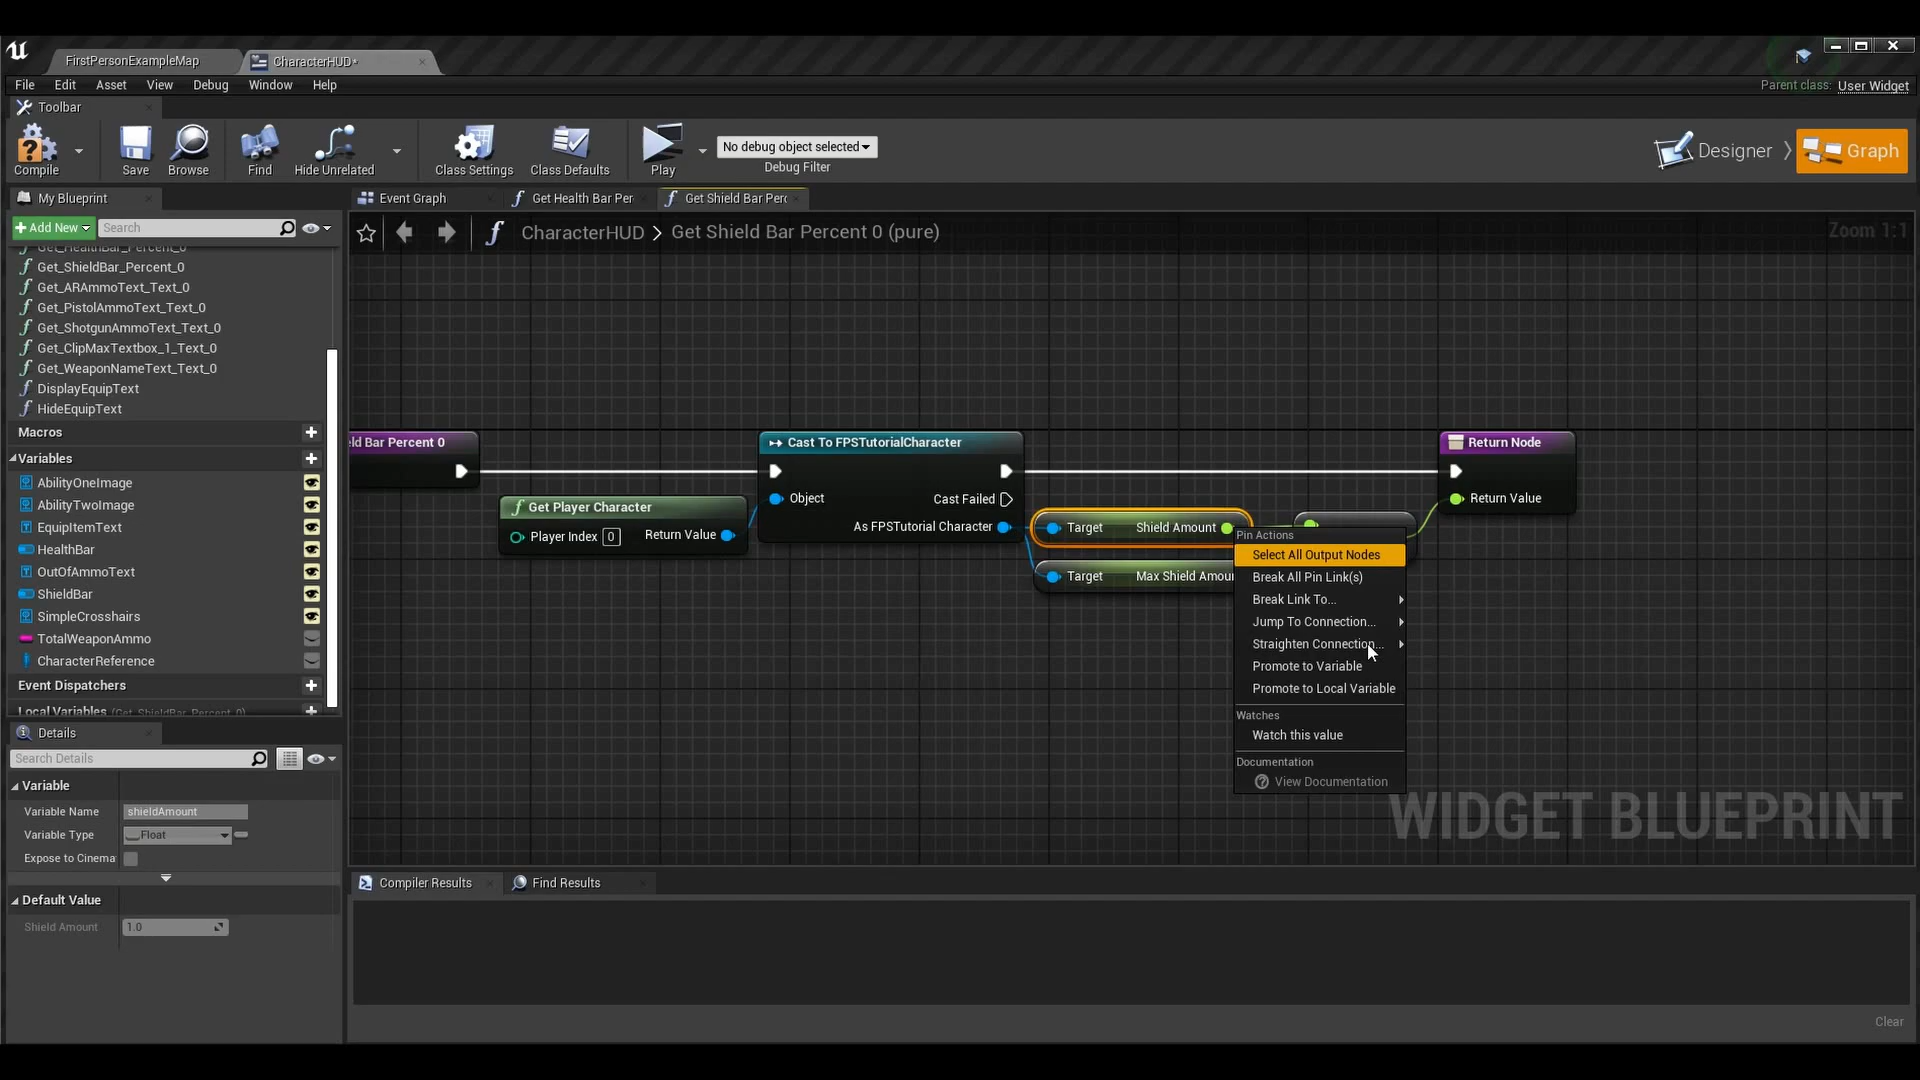 FirstPersonExampleMap
CharacterHUD*
File Edit Asset View Debug Window Help
Parent class: User Widget
Toolbar
Compile
Save
Browse
Find
Hide Unrelated
Class Settings
Class Defaults
Play
No debug object selected
Debug Filter
Designer
Graph
My Blueprint
Event Graph
Get Health Bar Per
Get Shield Bar Perc
+ Add New
Search
CharacterHUD > Get Shield Bar Percent 0 (pure)
Zoom 1:1
Get_HealthBar_Percent_0
Get_ShieldBar_Percent_0
Get_ARAmmoText_Text_0
Get_PistolAmmoText_Text_0
Get_ShotgunAmmoText_Text_0
Get_ClipMaxTextbox_1_Text_0
Get_WeaponNameText_Text_0
DisplayEquipText
HideEquipText
Macros
Variables
AbilityOneImage
AbilityTwoImage
EquipItemText
HealthBar
OutOfAmmoText
ShieldBar
SimpleCrosshairs
TotalWeaponAmmo
CharacterReference
Event Dispatchers
Local Variables (Get_ShieldBar_Percent_0)
eld Bar Percent 0
Get Player Character
Player Index 0
Return Value
Cast To FPSTutorialCharacter
Object
Cast Failed
As FPSTutorial Character
Target Shield Amount
Target Max Shield Amour
Return Node
Return Value
Pin Actions
Select All Output Nodes
Break All Pin Link(s)
Break Link To...
Jump To Connection...
Straighten Connection...
Promote to Variable
Promote to Local Variable
Watches
Watch this value
Documentation
View Documentation
WIDGET BLUEPRINT
Details
Search Details
Variable
Variable Name shieldAmount
Variable Type Float
Expose to Cinema
Default Value
Shield Amount 1.0
Compiler Results
Find Results
Clear